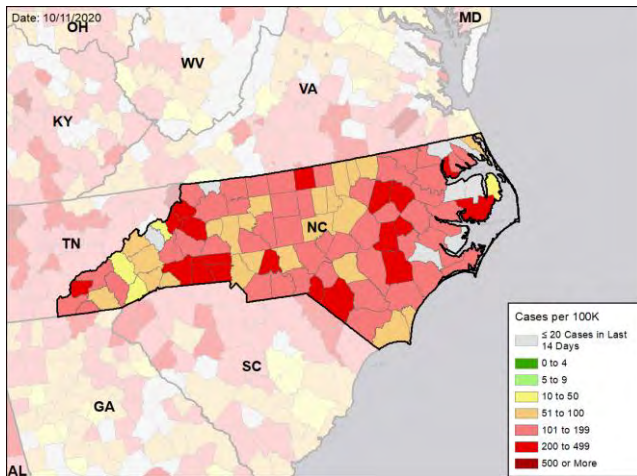 Date: 10/11/2020
OH
MD
WV
VA
KY
TN
NC
SC
GA
AL
Cases per 100K
≤ 20 Cases in Last
14 Days
0 to 4
5 to 9
10 to 50
51 to 100
101 to 199
200 to 499
500 or More